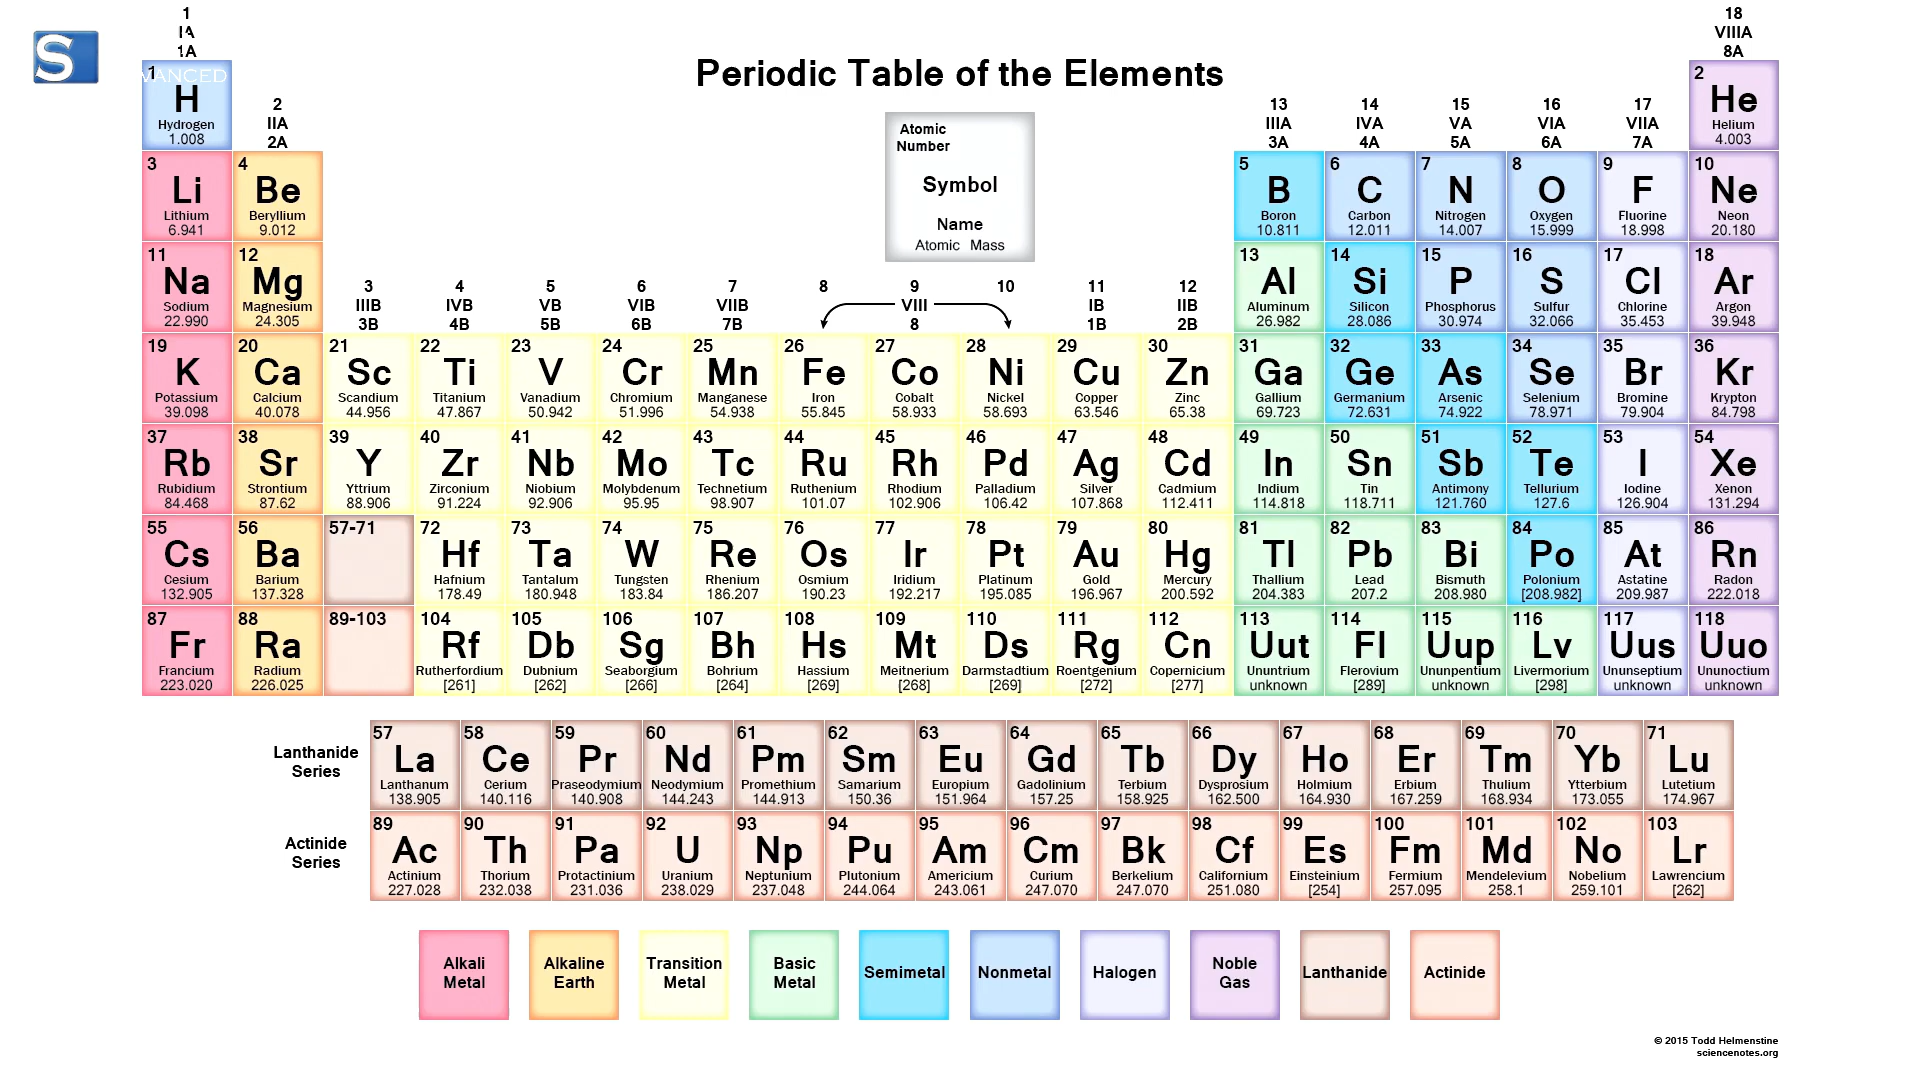 1
IA
1A
18
VIIIA
8A
S
VANCED
Periodic Table of the Elements
1
H
Hydrogen
1.008
2
IIA
2A
13
IIIA
3A
14
IVA
4A
15
VA
5A
16
VIA
6A
17
VIIA
7A
2
He
Helium
4.003
Atomic
Number
Symbol
Name
Atomic Mass
3
Li
Lithium
6.941
4
Be
Beryllium
9.012
5
B
Boron
10.811
6
C
Carbon
12.011
7
N
Nitrogen
14.007
8
O
Oxygen
15.999
9
F
Fluorine
18.998
10
Ne
Neon
20.180
11
Na
Sodium
22.990
12
Mg
Magnesium
24.305
3
IIIB
3B
4
IVB
4B
5
VB
5B
6
VIB
6B
7
VIIB
7B
8
9
10
VIII
8
11
IB
1B
12
IIB
2B
13
Al
Aluminum
26.982
14
Si
Silicon
28.086
15
P
Phosphorus
30.974
16
S
Sulfur
32.066
17
Cl
Chlorine
35.453
18
Ar
Argon
39.948
19
K
Potassium
39.098
20
Ca
Calcium
40.078
21
Sc
Scandium
44.956
22
Ti
Titanium
47.867
23
V
Vanadium
50.942
24
Cr
Chromium
51.996
25
Mn
Manganese
54.938
26
Fe
Iron
55.845
27
Co
Cobalt
58.933
28
Ni
Nickel
58.693
29
Cu
Copper
63.546
30
Zn
Zinc
65.38
31
Ga
Gallium
69.723
32
Ge
Germanium
72.631
33
As
Arsenic
74.922
34
Se
Selenium
78.971
35
Br
Bromine
79.904
36
Kr
Krypton
84.798
37
Rb
Rubidium
84.468
38
Sr
Strontium
87.62
39
Y
Yttrium
88.906
40
Zr
Zirconium
91.224
41
Nb
Niobium
92.906
42
Mo
Molybdenum
95.95
43
Tc
Technetium
98.907
44
Ru
Ruthenium
101.07
45
Rh
Rhodium
102.906
46
Pd
Palladium
106.42
47
Ag
Silver
107.868
48
Cd
Cadmium
112.411
49
In
Indium
114.818
50
Sn
Tin
118.711
51
Sb
Antimony
121.760
52
Te
Tellurium
127.6
53
I
Iodine
126.904
54
Xe
Xenon
131.294
55
Cs
Cesium
132.905
56
Ba
Barium
137.328
57-71
72
Hf
Hafnium
178.49
73
Ta
Tantalum
180.948
74
W
Tungsten
183.84
75
Re
Rhenium
186.207
76
Os
Osmium
190.23
77
Ir
Iridium
192.217
78
Pt
Platinum
195.085
79
Au
Gold
196.967
80
Hg
Mercury
200.592
81
Tl
Thallium
204.383
82
Pb
Lead
207.2
83
Bi
Bismuth
208.980
84
Po
Polonium
[208.982]
85
At
Astatine
209.987
86
Rn
Radon
222.018
87
Fr
Francium
223.020
88
Ra
Radium
226.025
89-103
104
Rf
Rutherfordium
[261]
105
Db
Dubnium
[262]
106
Sg
Seaborgium
[266]
107
Bh
Bohrium
[264]
108
Hs
Hassium
[269]
109
Mt
Meitnerium
[268]
110
Ds
Darmstadtium
[269]
111
Rg
Roentgenium
[272]
112
Cn
Copernicium
[277]
113
Uut
Ununtrium
unknown
114
Fl
Flerovium
[289]
115
Uup
Ununpentium
unknown
116
Lv
Livermorium
[298]
117
Uus
Ununseptium
unknown
118
Uuo
Ununoctium
unknown
Lanthanide
Series
57
La
Lanthanum
138.905
58
Ce
Cerium
140.116
59
Pr
Praseodymium
140.908
60
Nd
Neodymium
144.243
61
Pm
Promethium
144.913
62
Sm
Samarium
150.36
63
Eu
Europium
151.964
64
Gd
Gadolinium
157.25
65
Tb
Terbium
158.925
66
Dy
Dysprosium
162.500
67
Ho
Holmium
164.930
68
Er
Erbium
167.259
69
Tm
Thulium
168.934
70
Yb
Ytterbium
173.055
71
Lu
Lutetium
174.967
Actinide
Series
89
Ac
Actinium
227.028
90
Th
Thorium
232.038
91
Pa
Protactinium
231.036
92
U
Uranium
238.029
93
Np
Neptunium
237.048
94
Pu
Plutonium
244.064
95
Am
Americium
243.061
96
Cm
Curium
247.070
97
Bk
Berkelium
247.070
98
Cf
Californium
251.080
99
Es
Einsteinium
[254]
100
Fm
Fermium
257.095
101
Md
Mendelevium
258.1
102
No
Nobelium
259.101
103
Lr
Lawrencium
[262]
Alkali
Metal
Alkaline
Earth
Transition
Metal
Basic
Metal
Semimetal
Nonmetal
Halogen
Noble
Gas
Lanthanide
Actinide
© 2015 Todd Helmenstine
sciencenotes.org